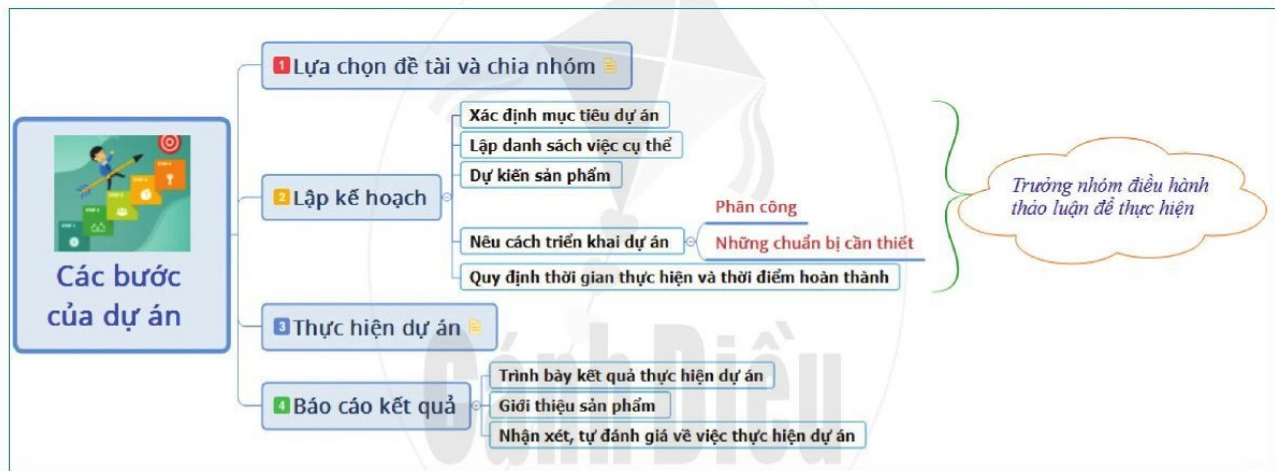 1 Lựa chọn đề tài và chia nhóm
Các bước
của dự án
2 Lập kế hoạch
Xác định mục tiêu dự án
Lập danh sách việc cụ thể
Dự kiến sản phẩm
Nêu cách triển khai dự án
Phân công
Những chuẩn bị cần thiết
Quy định thời gian thực hiện và thời điểm hoàn thành
Trưởng nhóm điều hành
thảo luận để thực hiện
3 Thực hiện dự án
4 Báo cáo kết quả
Trình bày kết quả thực hiện dự án
Giới thiệu sản phẩm
Nhận xét, tự đánh giá về việc thực hiện dự án
Cánh Diều